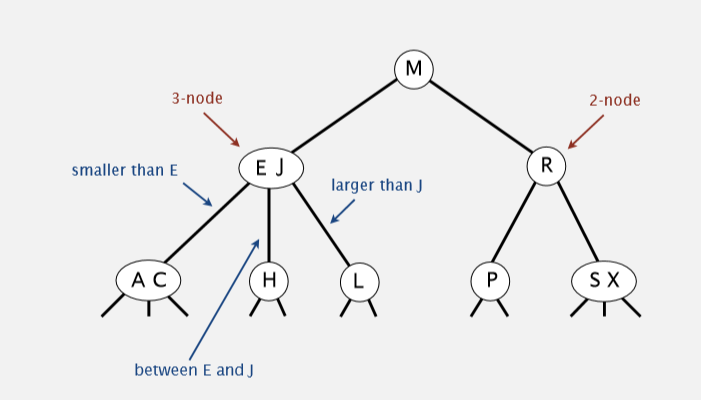 M
3-node
2-node
E J
R
smaller than E
larger than J
A C
H
L
P
S X
between E and J